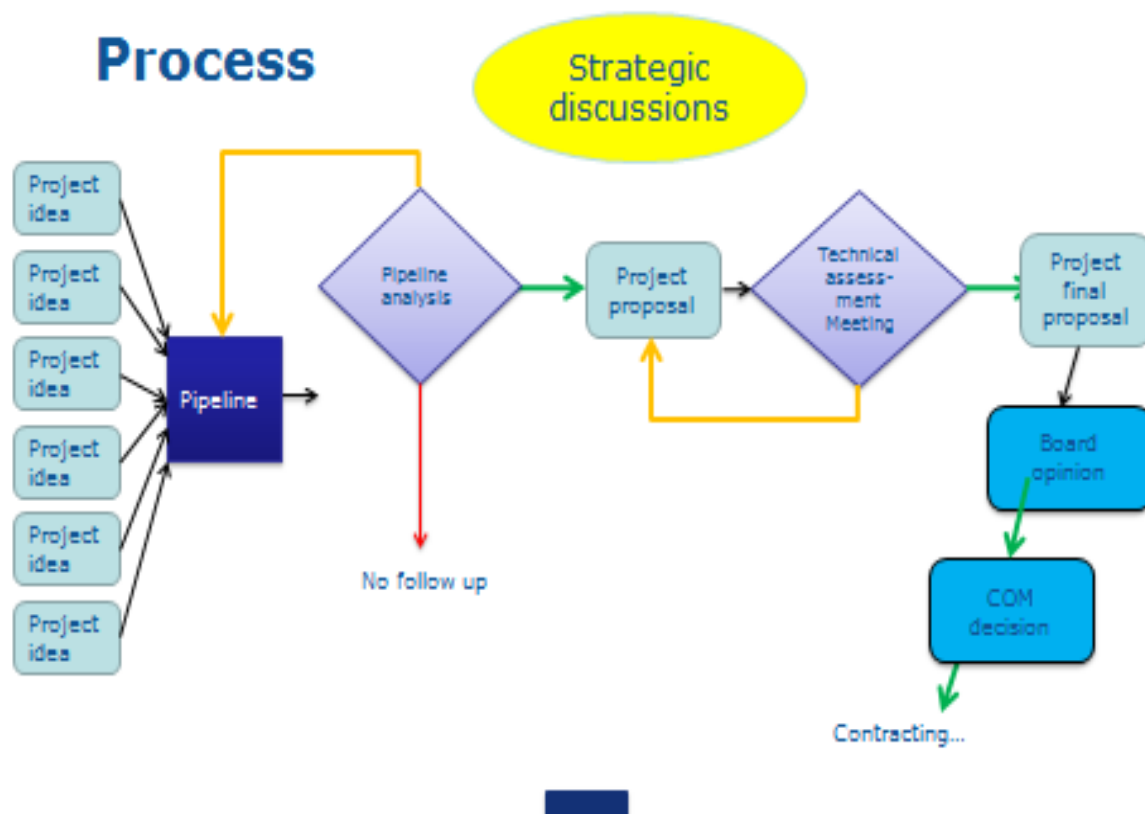 Process
Strategic
discussions
Project
idea
Project
idea
Project
idea
Project
idea
Project
idea
Project
idea
Pipeline
Pipeline
analysis
No follow up
Project
proposal
Technical
assess-
ment
Meeting
Project
final
proposal
Board
opinion
COM
decision
Contracting...